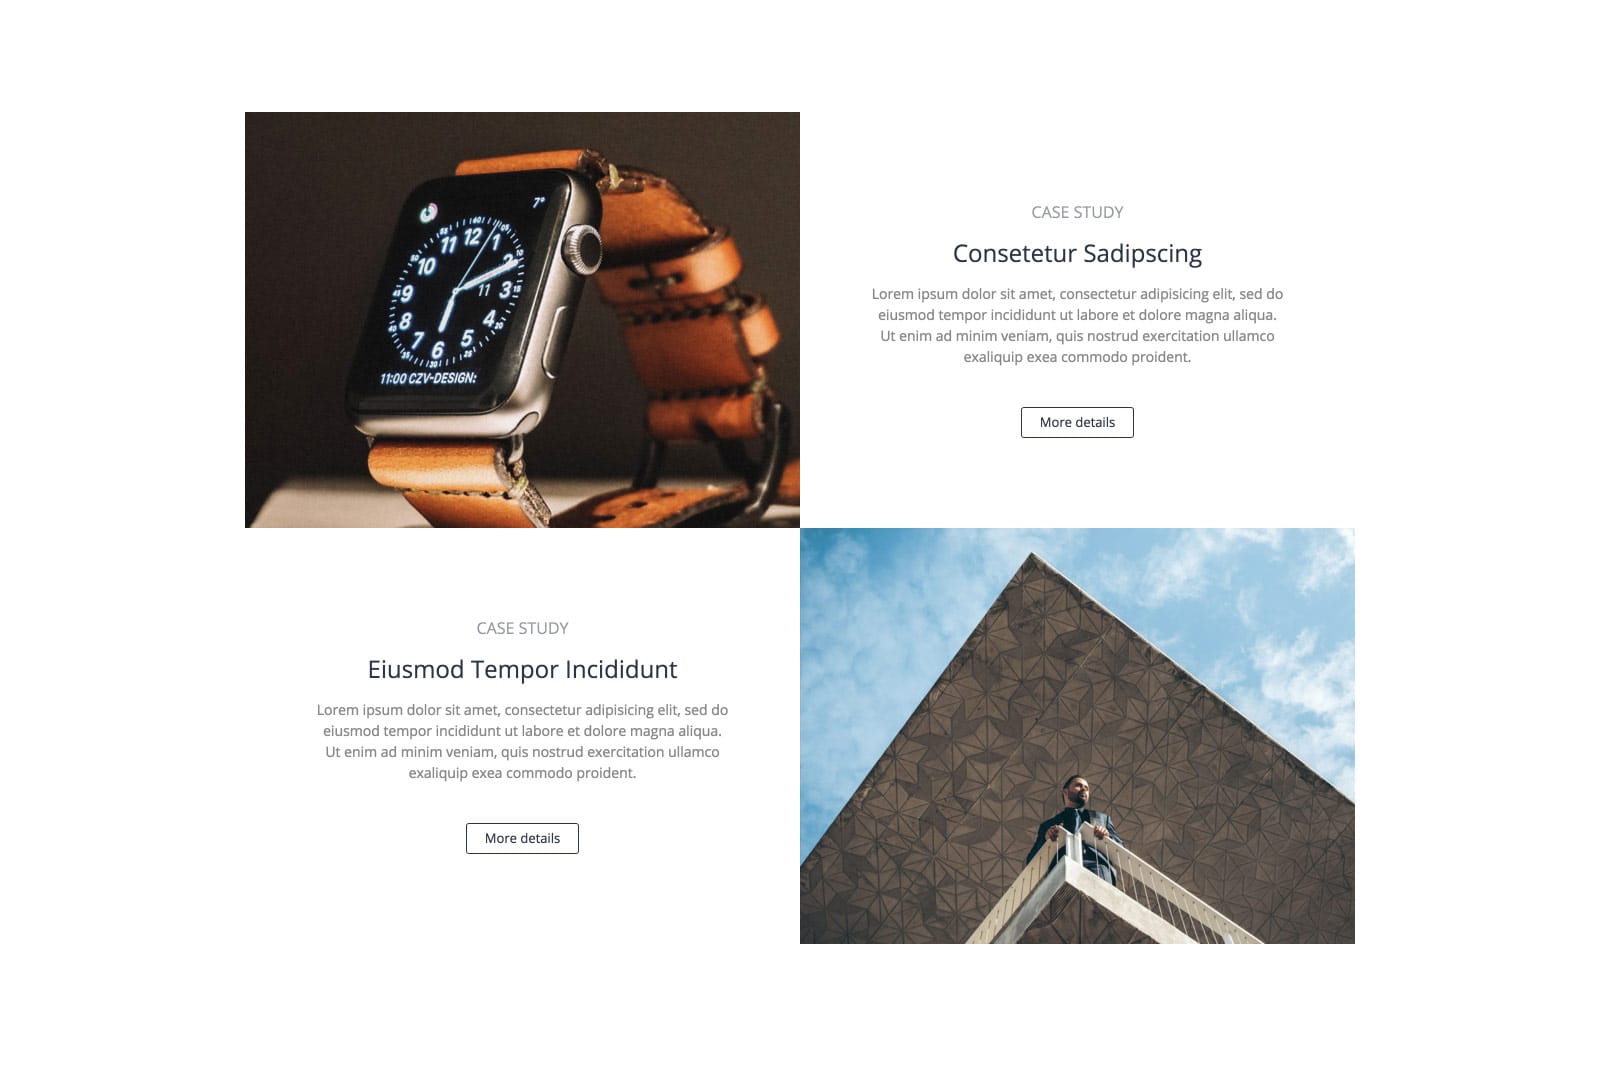 7°
60
12
1
11
2
10
11
3
9
4
8
5
7
6
11:00 CZV-DESIGN:
CASE STUDY
Consetetur Sadipscing
Lorem ipsum dolor sit amet, consectetur adipisicing elit, sed do
eiusmod tempor incididunt ut labore et dolore magna aliqua.
Ut enim ad minim veniam, quis nostrud exercitation ullamco
exaliquip exea commodo proident.
More details
CASE STUDY
Eiusmod Tempor Incididunt
Lorem ipsum dolor sit amet, consectetur adipisicing elit, sed do
eiusmod tempor incididunt ut labore et dolore magna aliqua.
Ut enim ad minim veniam, quis nostrud exercitation ullamco
exaliquip exea commodo proident.
More details